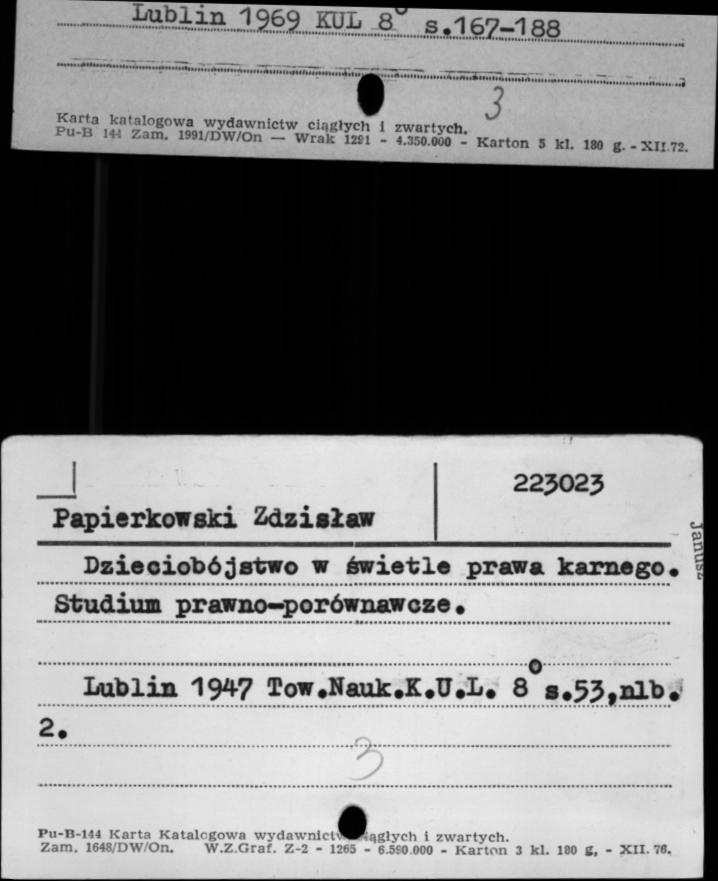 Lublin 1969 KUL 8° s.167-188
3
Karta katalogowa wydawnictw ciągłych i zwartych.
Pu-B 144 Zam. 1991/DW/On — Wrak 1291 - 4.350.000 - Karton 5 kl. 180 g. - XII.72.
223023
Papierkowski Zdzisław
Janusz
Dzieciobójstwo w świetle prawa karnego.
Studium prawno-porównawcze.
Lublin 1947 Tow.Nauk.K.U.L. 8° s.53,nlb.
2.
3
Pu-B-144 Karta Katalogowa wydawnictw ciągłych i zwartych.
Zam. 1648/DW/On. W.Z.Graf. Z-2 - 1265 - 6.590.000 - Karton 3 kl. 180 g, - XII. 76.